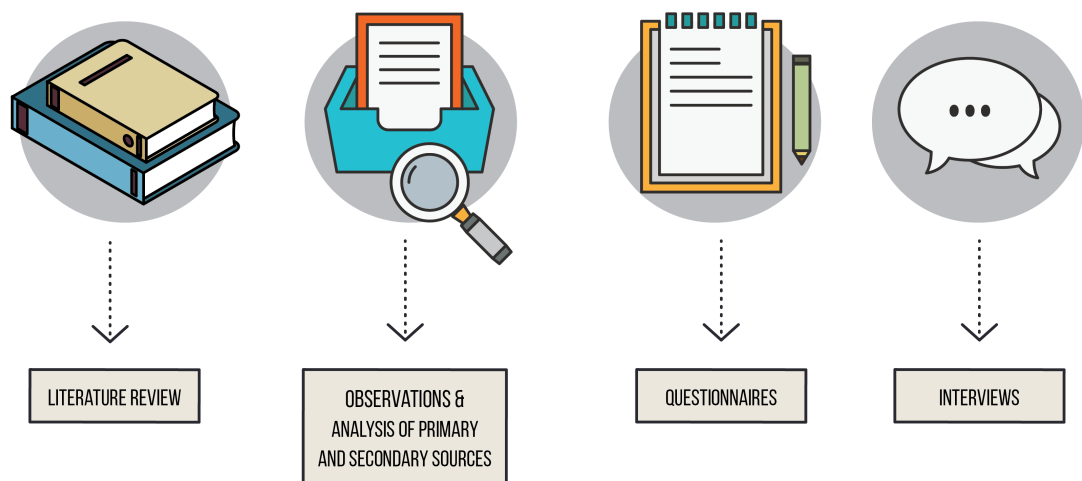 LITERATURE REVIEW
OBSERVATIONS &
ANALYSIS OF PRIMARY
AND SECONDARY SOURCES
QUESTIONNAIRES
INTERVIEWS